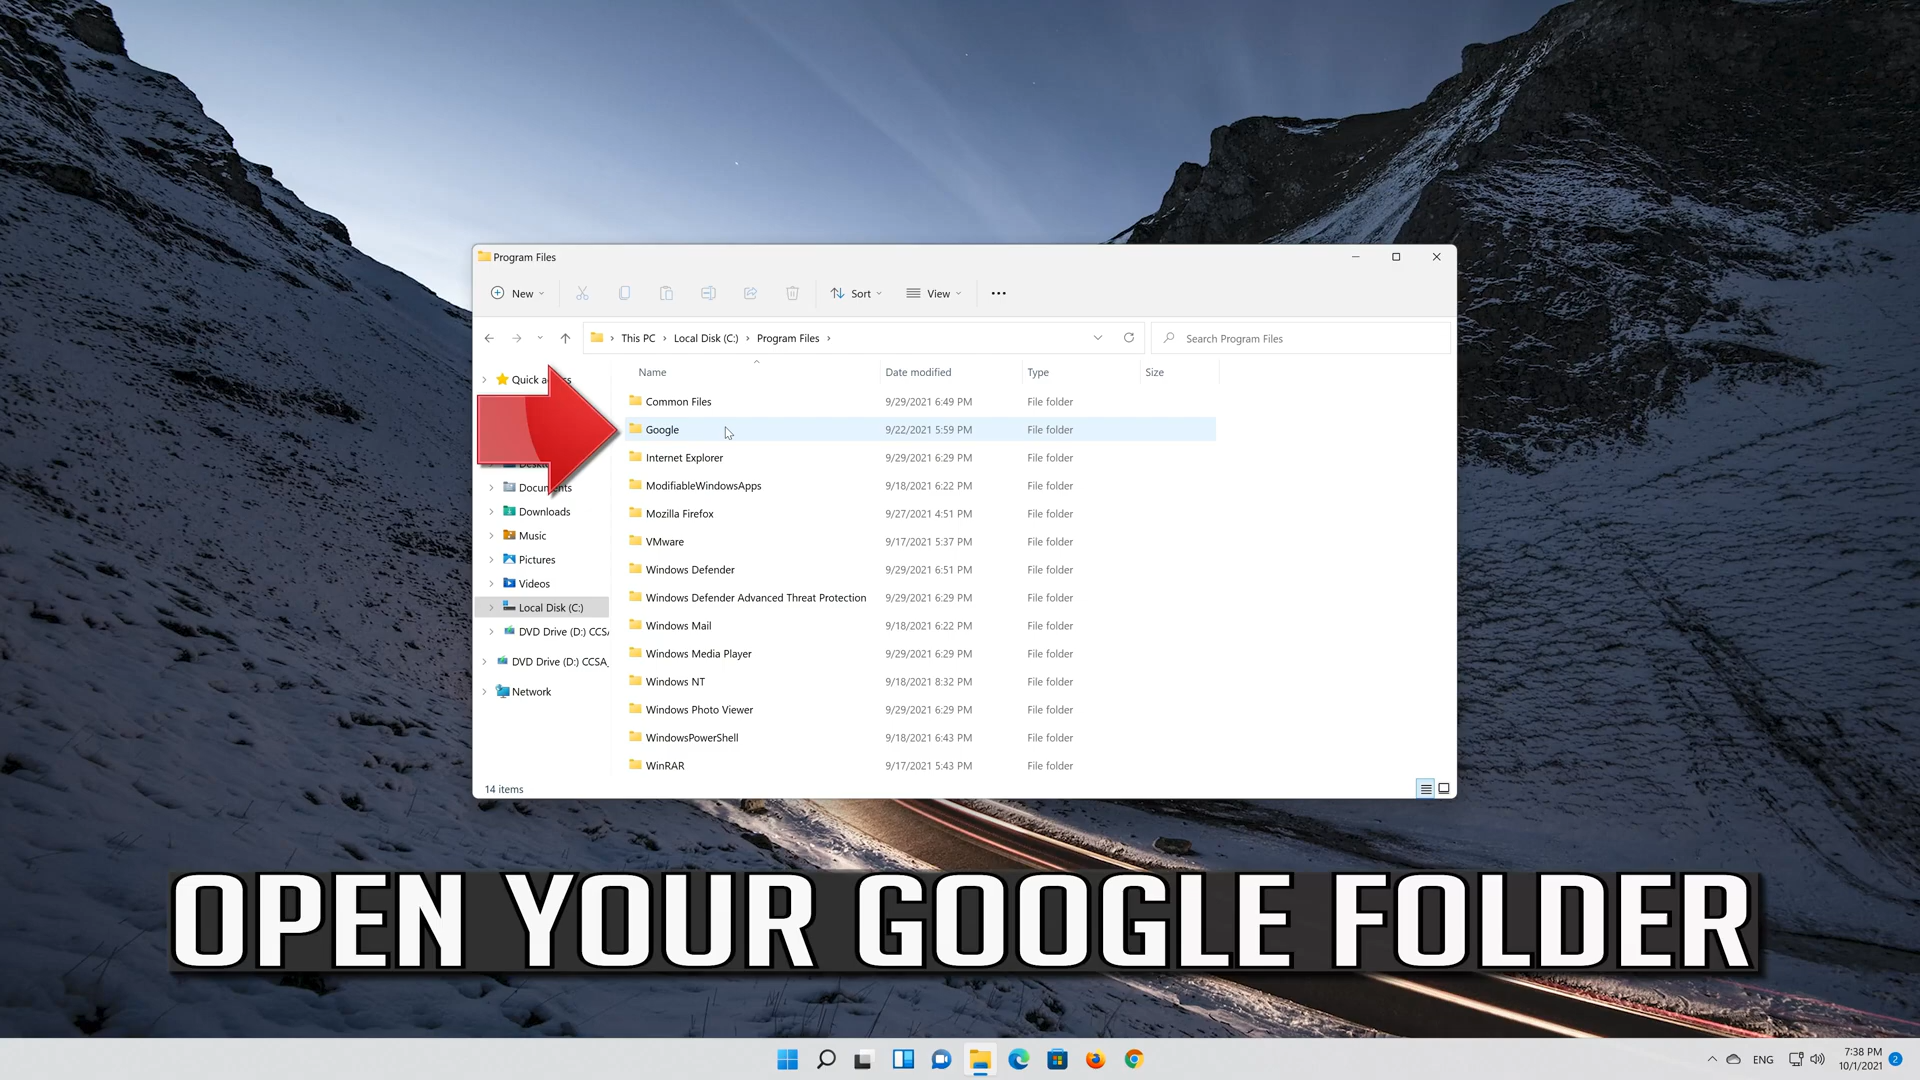 Program Files
New
Sort
View
This PC > Local Disk (C:) > Program Files >
Search Program Files
Name Date modified Type Size
Quick
Documents
Downloads
Music
Pictures
Videos
Local Disk (C:)
DVD Drive (D:) CCSA
DVD Drive (D:) CCSA_
Network
Common Files 9/29/2021 6:49 PM File folder
Google 9/22/2021 5:59 PM File folder
Internet Explorer 9/29/2021 6:29 PM File folder
ModifiableWindowsApps 9/18/2021 6:22 PM File folder
Mozilla Firefox 9/27/2021 4:51 PM File folder
VMware 9/17/2021 5:37 PM File folder
Windows Defender 9/29/2021 6:51 PM File folder
Windows Defender Advanced Threat Protection 9/29/2021 6:29 PM File folder
Windows Mail 9/18/2021 6:22 PM File folder
Windows Media Player 9/29/2021 6:29 PM File folder
Windows NT 9/18/2021 8:32 PM File folder
Windows Photo Viewer 9/29/2021 6:29 PM File folder
WindowsPowerShell 9/18/2021 6:43 PM File folder
WinRAR 9/17/2021 5:43 PM File folder
14 items
OPEN YOUR GOOGLE FOLDER
ENG
7:38 PM
10/1/2021
2